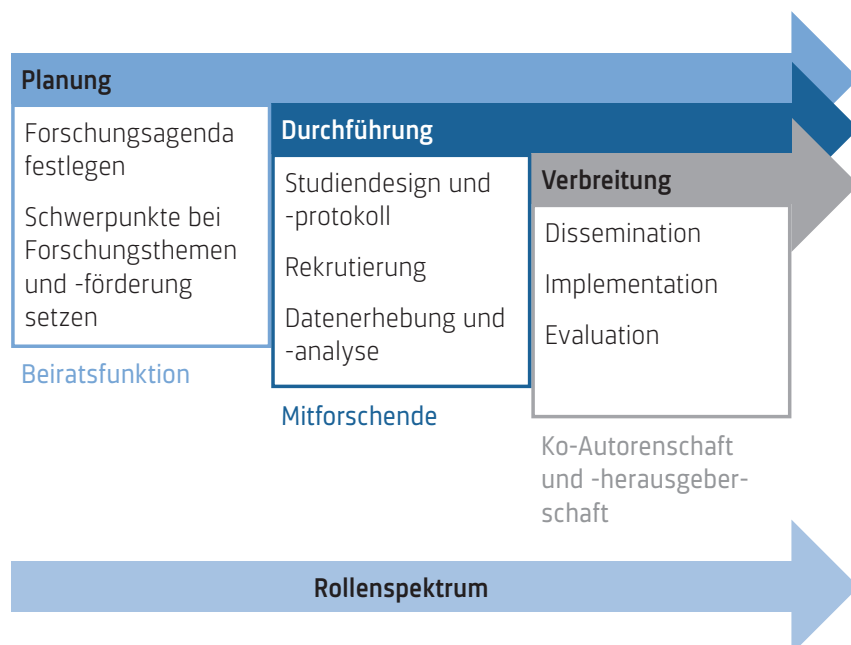 Planung
Forschungsagenda
festlegen
Schwerpunkte bei
Forschungsthemen
und -förderung
setzen
Beiratsfunktion
Durchführung
Studiendesign und
-protokoll
Rekrutierung
Datenerhebung und
-analyse
Mitforschende
Verbreitung
Dissemination
Implementation
Evaluation
Ko-Autorenschaft
und -herausgeber-
schaft
Rollenspektrum